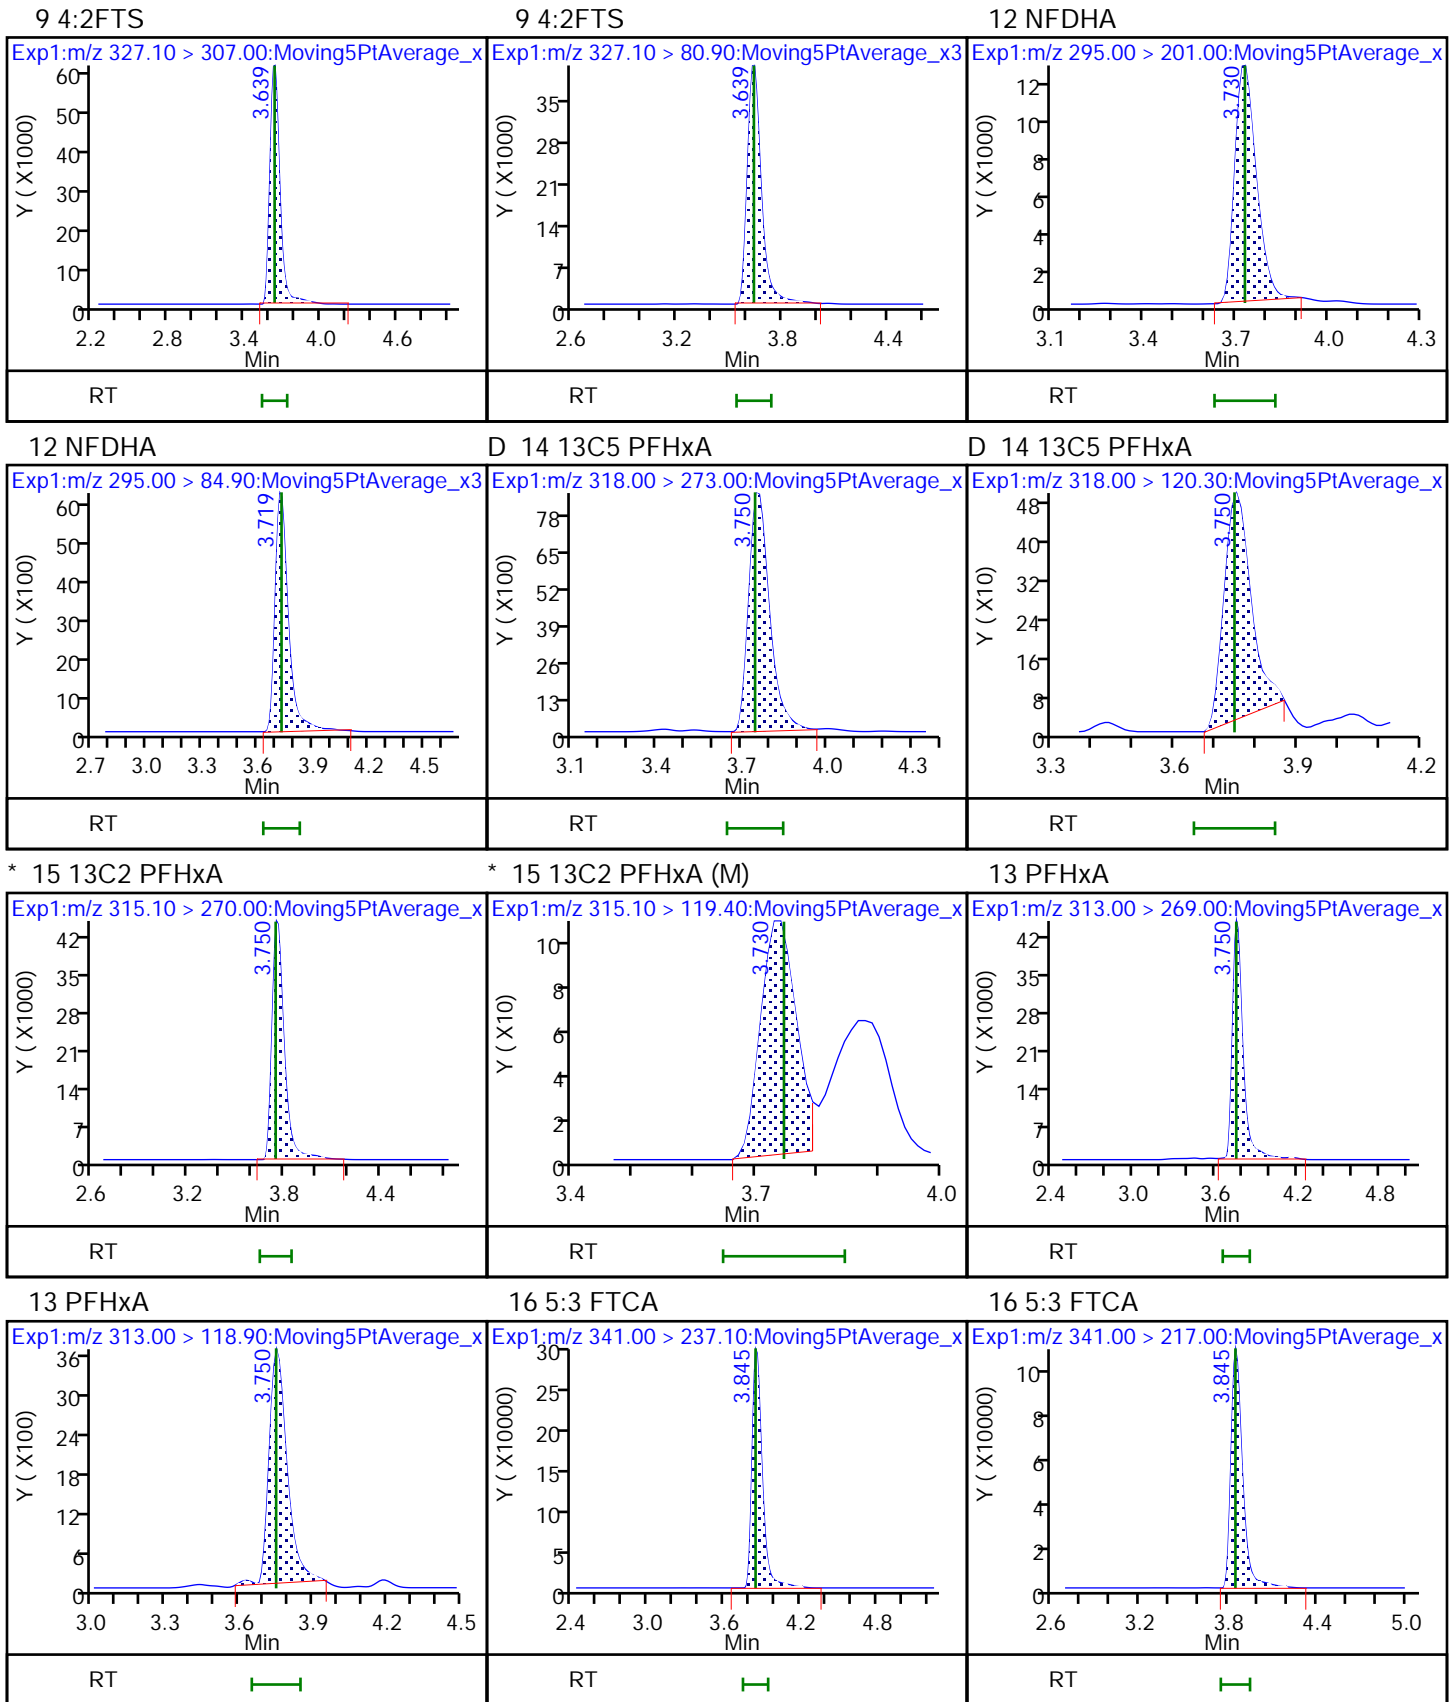 9 4:2FTS
9 4:2FTS
12 NFDHA
Exp1:m/z 327.10 > 307.00:Moving5PtAverage_x
Exp1:m/z 327.10 > 80.90:Moving5PtAverage_x3
Exp1:m/z 295.00 > 201.00:Moving5PtAverage_x
3.639
3.639
3.730
Y ( X1000)
60
50
40
30
20
10
0
Y ( X1000)
35
28
21
14
7
0
Y ( X1000)
12
10
8
6
4
2
0
2.2 2.8 3.4 4.0 4.6
2.6 3.2 3.8 4.4
3.1 3.4 3.7 4.0 4.3
Min
Min
Min
RT
RT
RT
12 NFDHA
D 14 13C5 PFHxA
D 14 13C5 PFHxA
Exp1:m/z 295.00 > 84.90:Moving5PtAverage_x3
Exp1:m/z 318.00 > 273.00:Moving5PtAverage_x
Exp1:m/z 318.00 > 120.30:Moving5PtAverage_x
3.719
3.750
3.750
Y ( X100)
60
50
40
30
20
10
0
Y ( X100)
78
65
52
39
26
13
0
Y ( X10)
48
40
32
24
16
8
0
2.7 3.0 3.3 3.6 3.9 4.2 4.5
3.1 3.4 3.7 4.0 4.3
3.3 3.6 3.9 4.2
Min
Min
Min
RT
RT
RT
* 15 13C2 PFHxA
* 15 13C2 PFHxA (M)
13 PFHxA
Exp1:m/z 315.10 > 270.00:Moving5PtAverage_x
Exp1:m/z 315.10 > 119.40:Moving5PtAverage_x
Exp1:m/z 313.00 > 269.00:Moving5PtAverage_x
3.750
3.730
3.750
Y ( X1000)
42
35
28
21
14
7
0
Y ( X10)
10
8
6
4
2
0
Y ( X1000)
42
35
28
21
14
7
0
2.6 3.2 3.8 4.4
3.4 3.7 4.0
2.4 3.0 3.6 4.2 4.8
Min
Min
Min
RT
RT
RT
13 PFHxA
16 5:3 FTCA
16 5:3 FTCA
Exp1:m/z 313.00 > 118.90:Moving5PtAverage_x
Exp1:m/z 341.00 > 237.10:Moving5PtAverage_x
Exp1:m/z 341.00 > 217.00:Moving5PtAverage_x
3.750
3.845
3.845
Y ( X100)
36
30
24
18
12
6
0
Y ( X10000)
30
25
20
15
10
5
0
Y ( X10000)
10
8
6
4
2
0
3.0 3.3 3.6 3.9 4.2 4.5
2.4 3.0 3.6 4.2 4.8
2.6 3.2 3.8 4.4 5.0
Min
Min
Min
RT
RT
RT